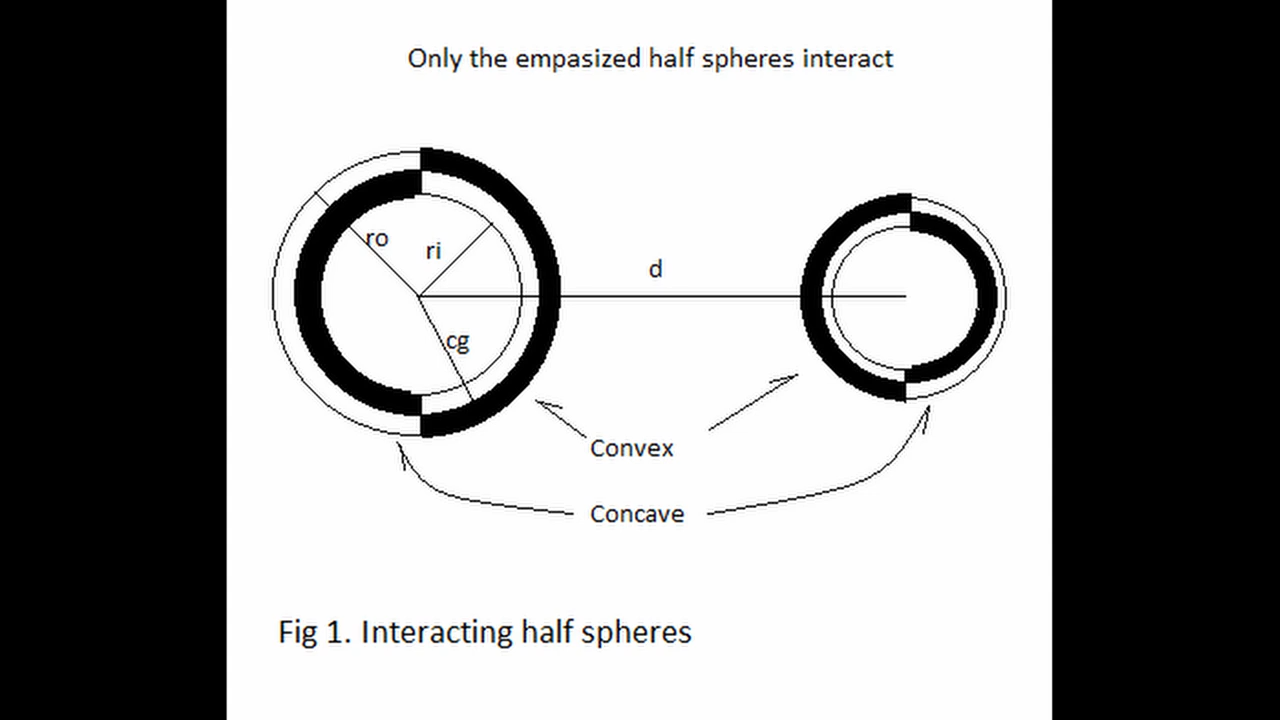 Only the empasized half spheres interact
ro
ri
d
cg
Convex
Concave
Fig 1. Interacting half spheres